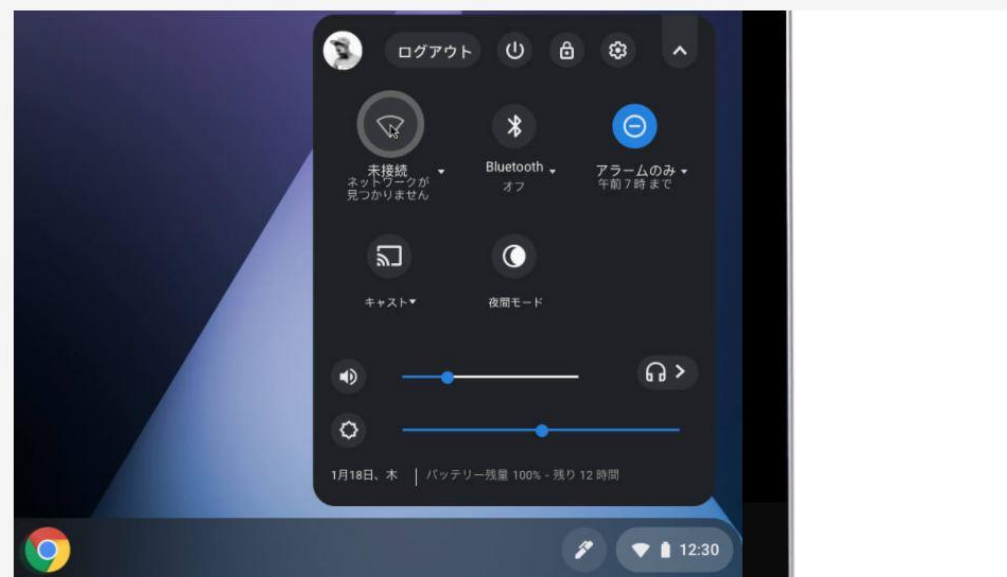 ログアウト
未接続
ネットワークが
見つかりません
Bluetooth
オフ
アラームのみ
午前7時 まで
キャスト
夜間モード
1月18日、木 | バッテリー残量 100% - 残り 12 時間
12:30